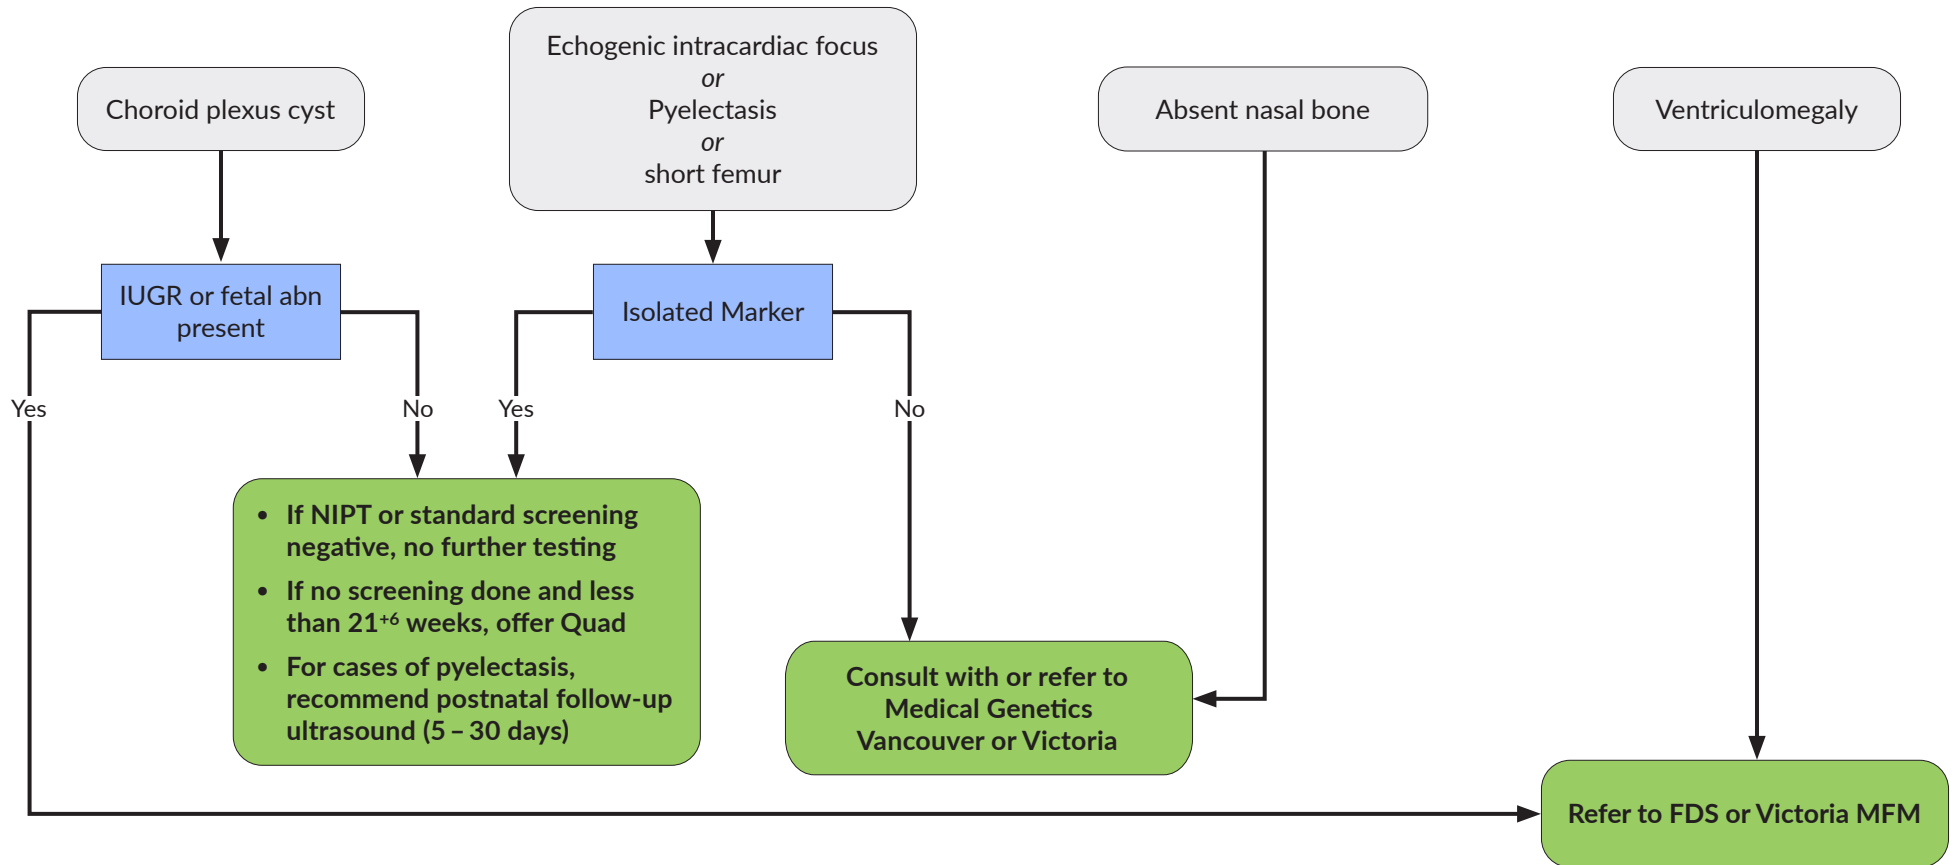 Choroid plexus cyst
Echogenic intracardiac focus
or
Pyelectasis
or
short femur
Absent nasal bone
Ventriculomegaly
IUGR or fetal abn
present
Isolated Marker
Yes
No
Yes
No
• If NIPT or standard screening
negative, no further testing
• If no screening done and less
than 21⁺⁶ weeks, offer Quad
• For cases of pyelectasis,
recommend postnatal follow-up
ultrasound (5 – 30 days)
Consult with or refer to
Medical Genetics
Vancouver or Victoria
Refer to FDS or Victoria MFM